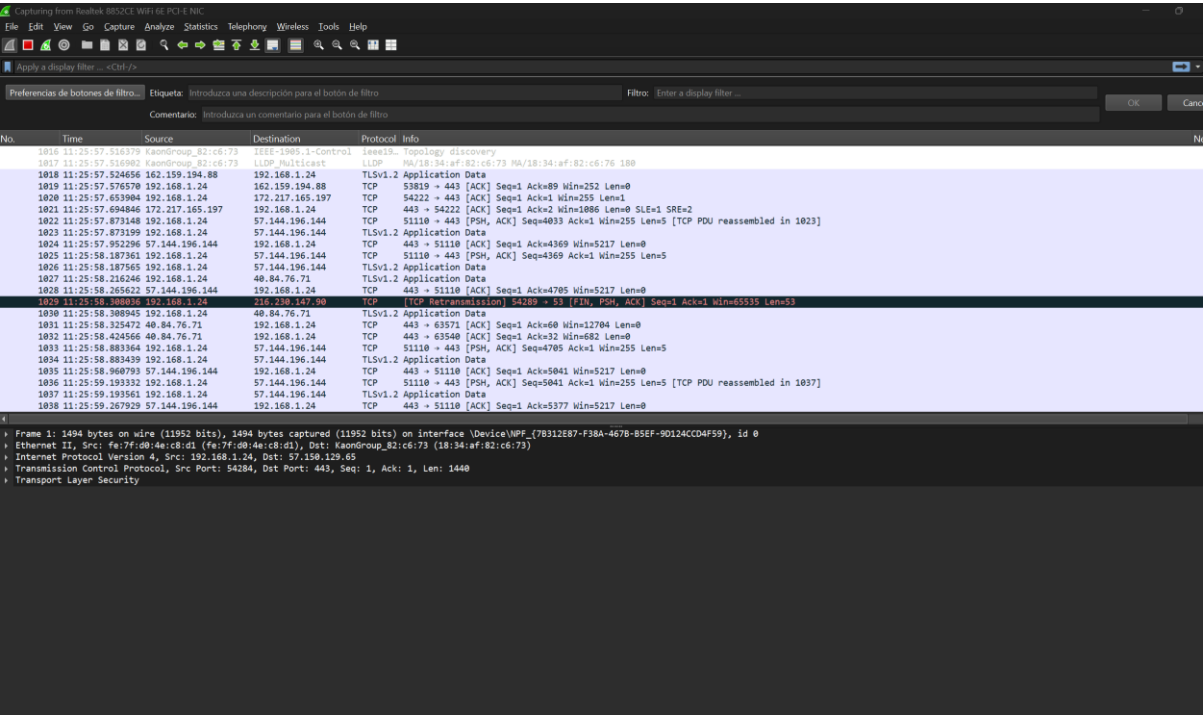 Capturing from Realtek 8852CE WiFi 6E PCI-E NIC
File Edit View Go Capture Analyze Statistics Telephony Wireless Tools Help
Apply a display filter ... <Ctrl-/>
Preferencias de botones de filtro... Etiqueta: Introduzca una descripción para el botón de filtro Filtro: Enter a display filter ...
OK Cance
Comentario: Introduzca un comentario para el botón de filtro
No. Time Source Destination Protocol Info Ne
1016 11:25:57.516379 KaonGroup_82:c6:73 IEEE-1905.1-Control ieee19… Topology discovery
1017 11:25:57.516902 KaonGroup_82:c6:73 LLDP_Multicast LLDP MA/18:34:af:82:c6:73 MA/18:34:af:82:c6:76 180
1018 11:25:57.524656 162.159.194.88 192.168.1.24 TLSv1.2 Application Data
1019 11:25:57.576570 192.168.1.24 162.159.194.88 TCP 53819 → 443 [ACK] Seq=1 Ack=89 Win=252 Len=0
1020 11:25:57.653904 192.168.1.24 172.217.165.197 TCP 54222 → 443 [ACK] Seq=1 Ack=1 Win=255 Len=1
1021 11:25:57.694846 172.217.165.197 192.168.1.24 TCP 443 → 54222 [ACK] Seq=1 Ack=2 Win=1086 Len=0 SLE=1 SRE=2
1022 11:25:57.873148 192.168.1.24 57.144.196.144 TCP 51110 → 443 [PSH, ACK] Seq=4033 Ack=1 Win=255 Len=5 [TCP PDU reassembled in 1023]
1023 11:25:57.873199 192.168.1.24 57.144.196.144 TLSv1.2 Application Data
1024 11:25:57.952296 57.144.196.144 192.168.1.24 TCP 443 → 51110 [ACK] Seq=1 Ack=4369 Win=5217 Len=0
1025 11:25:58.187361 192.168.1.24 57.144.196.144 TCP 51110 → 443 [PSH, ACK] Seq=4369 Ack=1 Win=255 Len=5
1026 11:25:58.187565 192.168.1.24 57.144.196.144 TLSv1.2 Application Data
1027 11:25:58.216246 192.168.1.24 40.84.76.71 TLSv1.2 Application Data
1028 11:25:58.265622 57.144.196.144 192.168.1.24 TCP 443 → 51110 [ACK] Seq=1 Ack=4705 Win=5217 Len=0
1029 11:25:58.308036 192.168.1.24 216.230.147.90 TCP [TCP Retransmission] 54289 → 53 [FIN, PSH, ACK] Seq=1 Ack=1 Win=65535 Len=53
1030 11:25:58.308945 192.168.1.24 40.84.76.71 TLSv1.2 Application Data
1031 11:25:58.325472 40.84.76.71 192.168.1.24 TCP 443 → 63571 [ACK] Seq=1 Ack=60 Win=12704 Len=0
1032 11:25:58.424566 40.84.76.71 192.168.1.24 TCP 443 → 63540 [ACK] Seq=1 Ack=32 Win=682 Len=0
1033 11:25:58.883364 192.168.1.24 57.144.196.144 TCP 51110 → 443 [PSH, ACK] Seq=4705 Ack=1 Win=255 Len=5
1034 11:25:58.883439 192.168.1.24 57.144.196.144 TLSv1.2 Application Data
1035 11:25:58.960793 57.144.196.144 192.168.1.24 TCP 443 → 51110 [ACK] Seq=1 Ack=5041 Win=5217 Len=0
1036 11:25:59.193332 192.168.1.24 57.144.196.144 TCP 51110 → 443 [PSH, ACK] Seq=5041 Ack=1 Win=255 Len=5 [TCP PDU reassembled in 1037]
1037 11:25:59.193561 192.168.1.24 57.144.196.144 TLSv1.2 Application Data
1038 11:25:59.267929 57.144.196.144 192.168.1.24 TCP 443 → 51110 [ACK] Seq=1 Ack=5377 Win=5217 Len=0
Frame 1: 1494 bytes on wire (11952 bits), 1494 bytes captured (11952 bits) on interface \Device\NPF_{7B312E87-F38A-467B-B5EF-9D124CCD4F59}, id 0
Ethernet II, Src: fe:7f:d0:4e:c8:d1 (fe:7f:d0:4e:c8:d1), Dst: KaonGroup_82:c6:73 (18:34:af:82:c6:73)
Internet Protocol Version 4, Src: 192.168.1.24, Dst: 57.150.129.65
Transmission Control Protocol, Src Port: 54284, Dst Port: 443, Seq: 1, Ack: 1, Len: 1440
Transport Layer Security